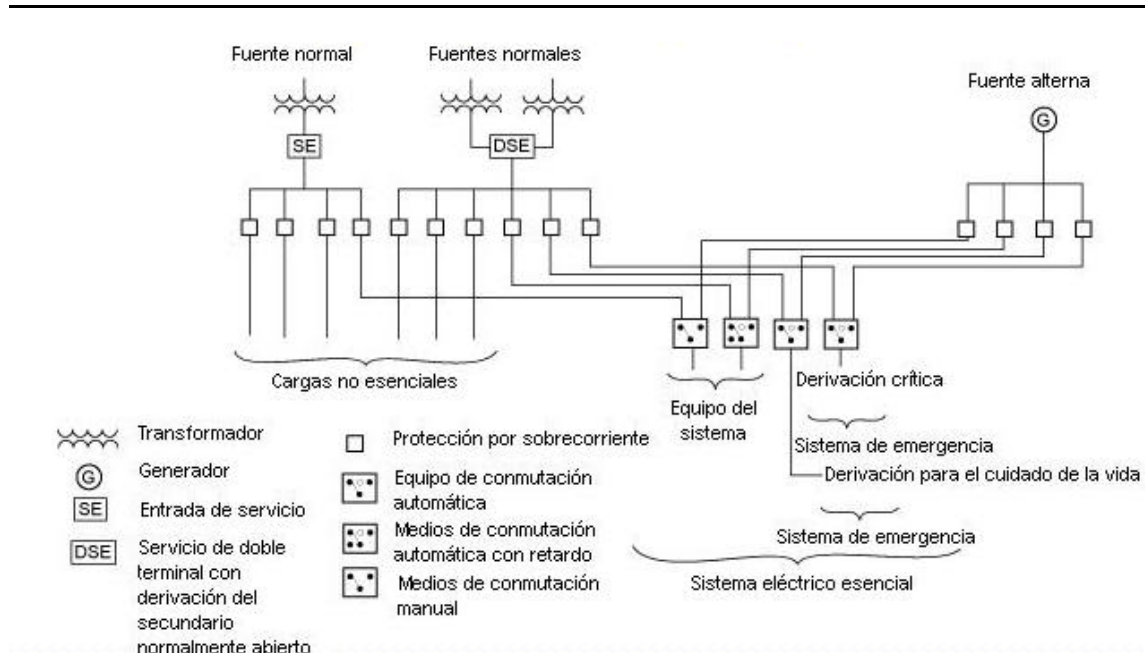 Fuente normal
Fuentes normales
Fuente alterna
G
SE
DSE
Cargas no esenciales
Equipo del
sistema
Derivación crítica
Sistema de emergencia
Derivación para el cuidado de la vida
Sistema de emergencia
Sistema eléctrico esencial
Transformador
G
Generador
SE
Entrada de servicio
DSE
Servicio de doble
terminal con
derivación del
secundario
normalmente abierto
Protección por sobrecorriente
Equipo de conmutación
automática
Medios de conmutación
automática con retardo
Medios de conmutación
manual